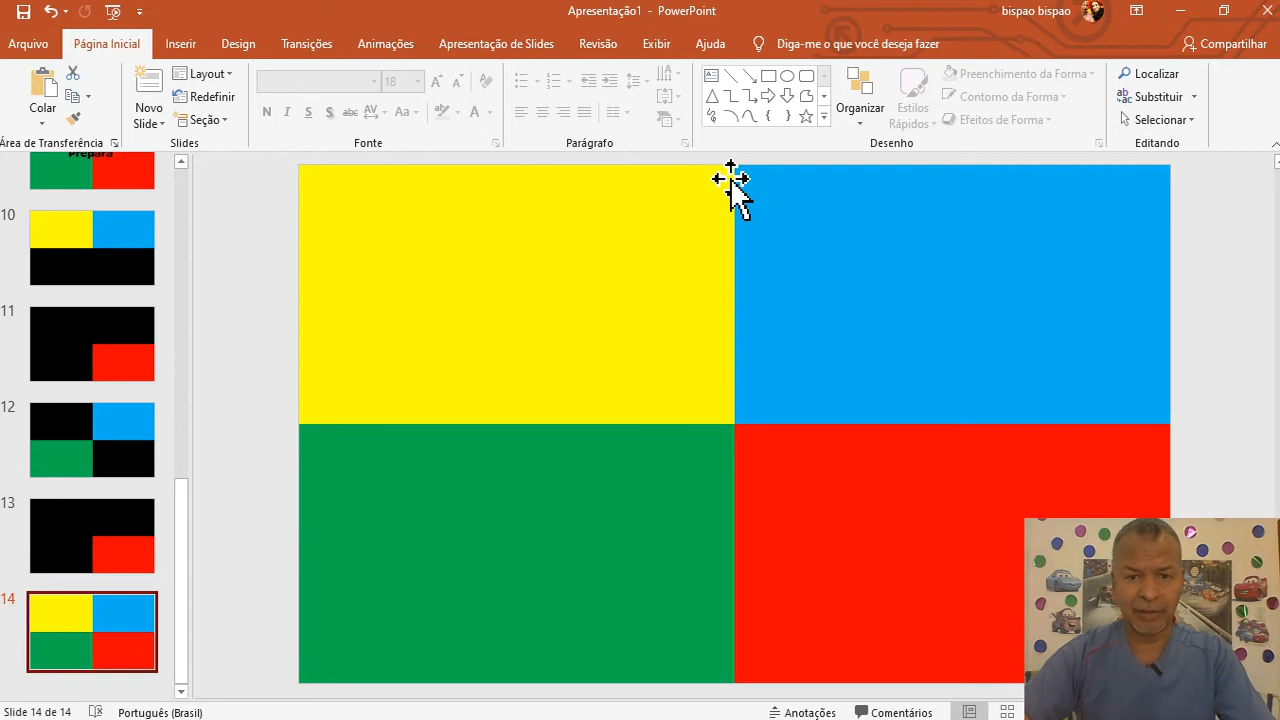 Apresentação1 - PowerPoint
bispao bispao
Arquivo
Página Inicial
Inserir
Design
Transições
Animações
Apresentação de Slides
Revisão
Exibir
Ajuda
Diga-me o que você deseja fazer
Compartilhar
Colar
Área de Transferência
Novo
Slide
Layout
Redefinir
Seção
Slides
18
N I S S abc AV Aa A
Fonte
Parágrafo
Organizar
Estilos
Rápidos
Preenchimento da Forma
Contorno da Forma
Efeitos de Forma
Desenho
Localizar
Substituir
Selecionar
Editando
Prepara
10
11
12
13
14
Slide 14 de 14
Português (Brasil)
Anotações
Comentários